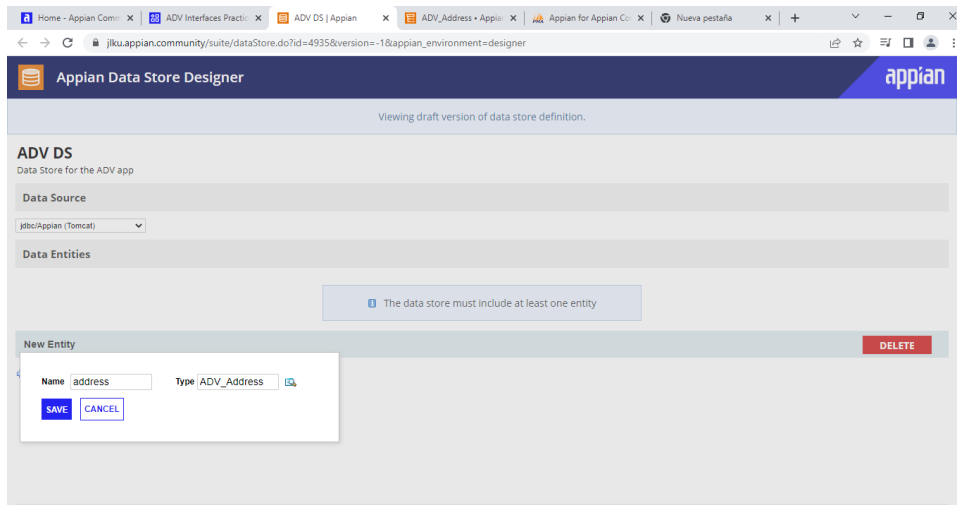 Home - Appian Comm
ADV Interfaces Practic
ADV DS | Appian
ADV_Address • Appian
Appian for Appian Co
Nueva pestaña
jlku.appian.community/suite/dataStore.do?id=4935&version=-1&appian_environment=designer
Appian Data Store Designer
appian
Viewing draft version of data store definition.
ADV DS
Data Store for the ADV app
Data Source
jdbc/Appian (Tomcat)
Data Entities
The data store must include at least one entity
New Entity
DELETE
Name address Type ADV_Address
SAVE CANCEL